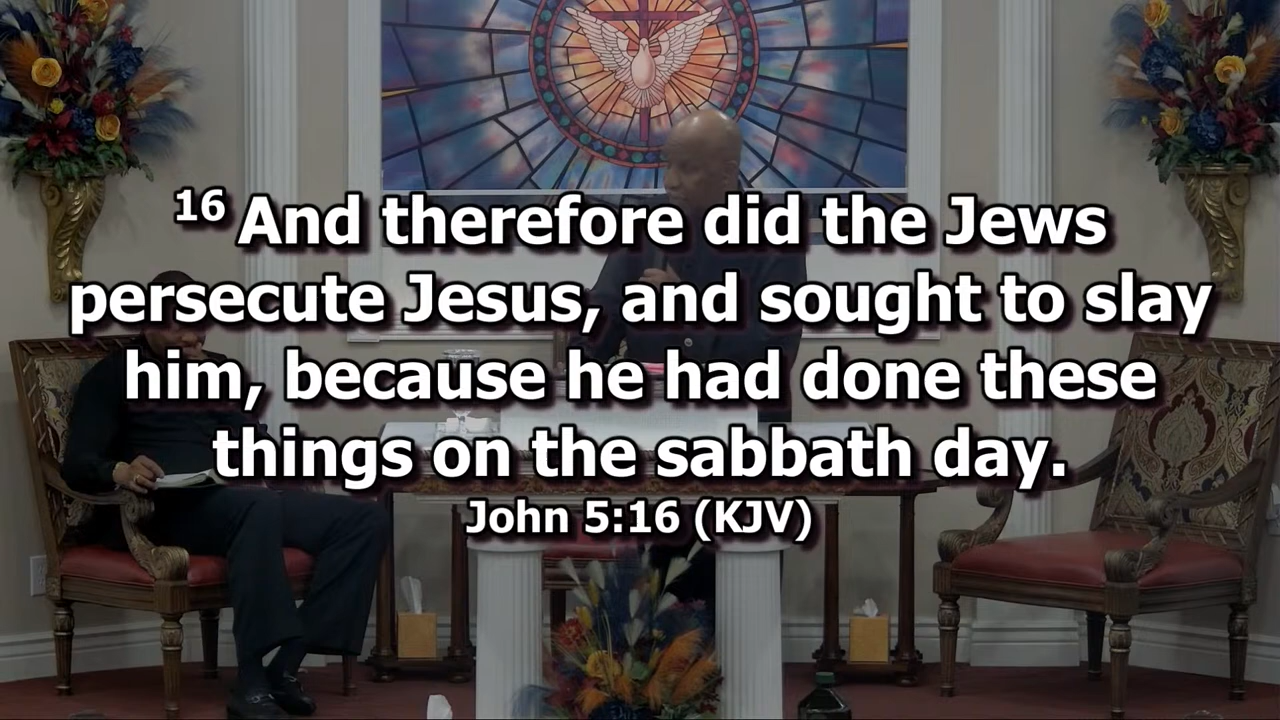 16 And therefore did the Jews
persecute Jesus, and sought to slay
him, because he had done these
things on the sabbath day.
John 5:16 (KJV)